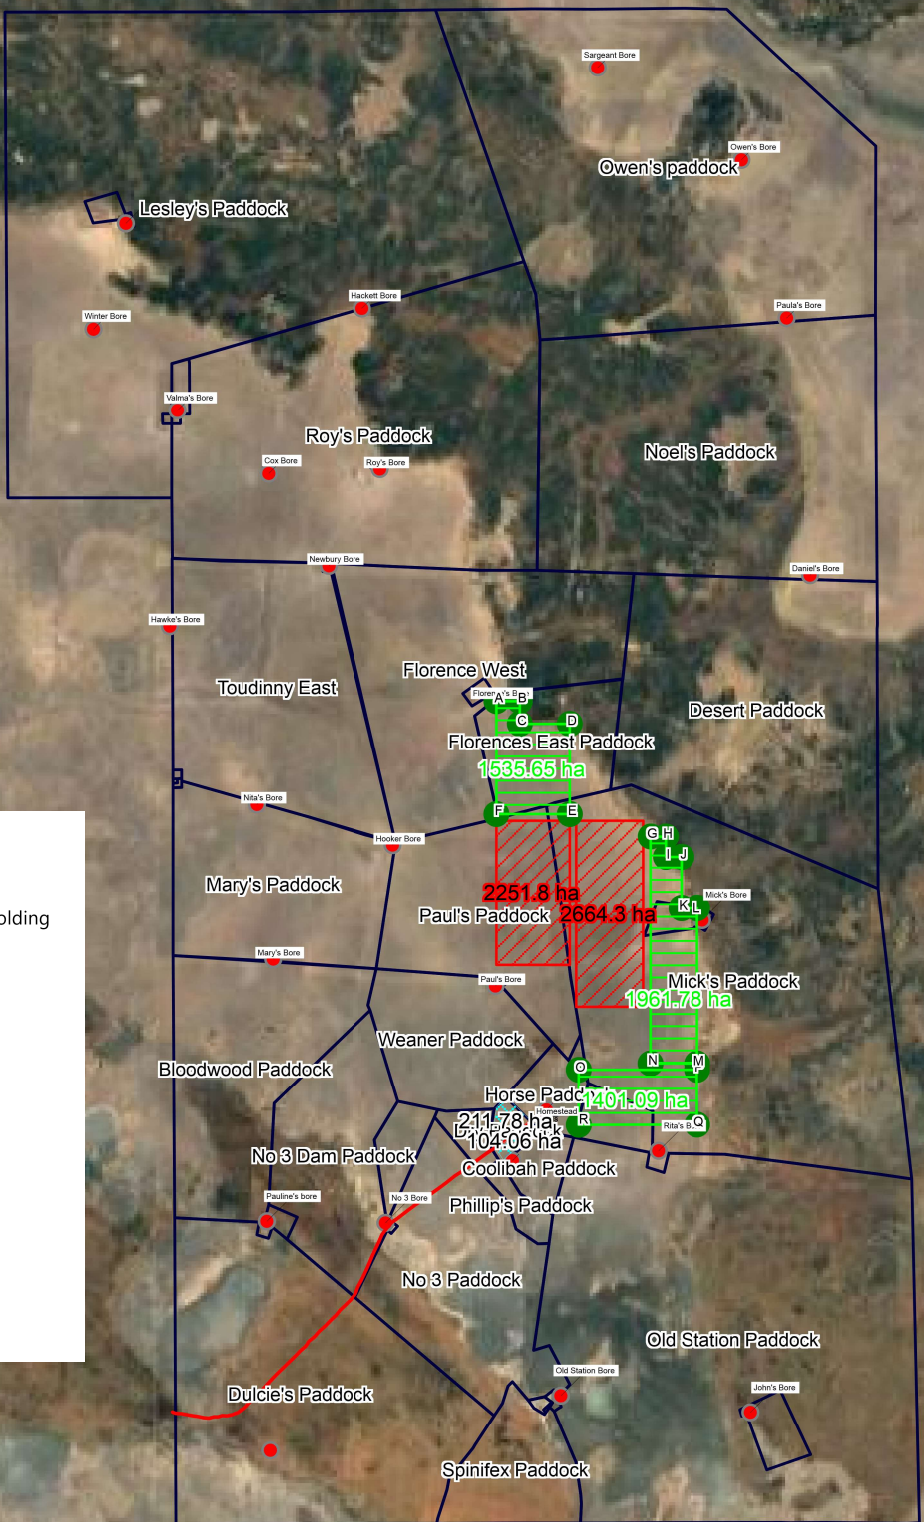 Sargeant Bore
Owen's Bore
Owen's paddock
Lesley's Paddock
Hackett Bore
Paula's Bore
Winter Bore
Valma's Bore
Roy's Paddock
Noel's Paddock
Cox Bore
Roy's Bore
Newbury Bore
Daniel's Bore
Hawke's Bore
Florence West
Toudinny East
A B
Desert Paddock
C D
Florences East Paddock
1535.65 ha
Nita's Bore
F E
Hooker Bore
G H
I J
Mary's Paddock
2251.8 ha
Mick's Bore
K L
Paul's Paddock
2664.3 ha
olding
Mary's Bore
Paul's Bore
Mick's Paddock
1961.78 ha
Weaner Paddock
N M
Bloodwood Paddock
O
Horse Paddock
1401.09 ha
Homestead
211.78 ha
R Q
104.06 ha
No 3 Dam Paddock
Coolibah Paddock
Pauline's bore
No 3 Bore
Phillip's Paddock
No 3 Paddock
Old Station Paddock
Old Station Bore
Dulcie's Paddock
John's Bore
Spinifex Paddock